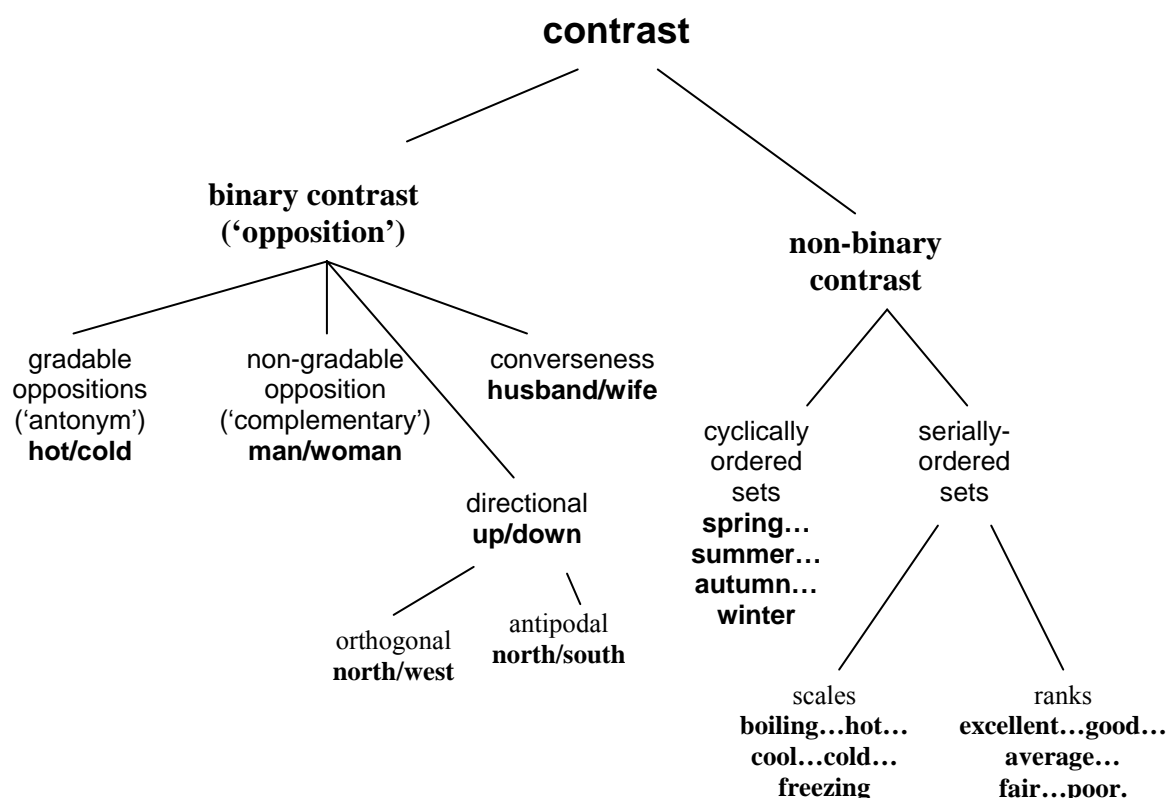 contrast
binary contrast
(‘opposition’)
non-binary
contrast
gradable
oppositions
(‘antonym’)
hot/cold
non-gradable
opposition
(‘complementary’)
man/woman
converseness
husband/wife
directional
up/down
orthogonal
north/west
antipodal
north/south
cyclically
ordered
sets
spring…
summer…
autumn…
winter
serially-
ordered
sets
scales
boiling…hot…
cool…cold…
freezing
ranks
excellent…good…
average…
fair…poor.